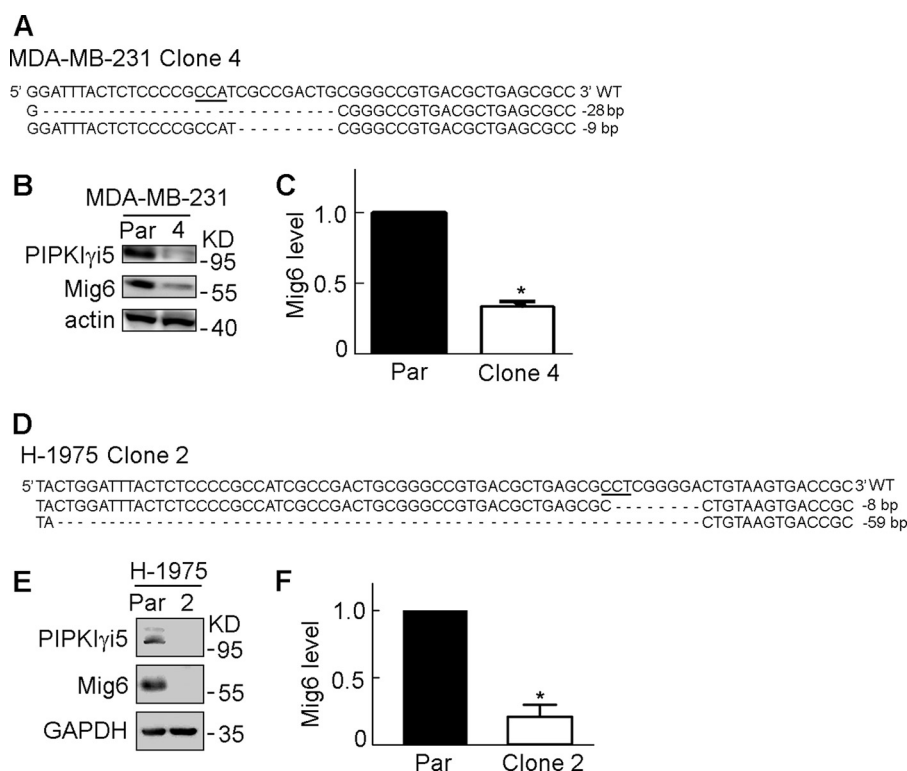 A
MDA-MB-231 Clone 4
5' GGATTTACTCTCCCCGCCATCGCCGACTGCGGGCCGTGACGCTGAGCGCC 3' WT
G- - - - - - - - - - - - - - - - - - - - - - - - - - - -CGGGCCGTGACGCTGAGCGCC -28 bp
GGATTTACTCTCCCCGCCAT- - - - - - - - -CGGGCCGTGACGCTGAGCGCC -9 bp
B
MDA-MB-231
Par 4 KD
PIPKIγi5 -95
Mig6 -55
actin -40
C
Mig6 level
1.0
0.5
0
*
Par Clone 4
D
H-1975 Clone 2
5'TACTGGATTTACTCTCCCCGCCATCGCCGACTGCGGGCCGTGACGCTGAGCGCCTCGGGGACTGTAAGTGACCGC3'WT
TACTGGATTTACTCTCCCCGCCATCGCCGACTGCGGGCCGTGACGCTGAGCGC- - - - - - - -CTGTAAGTGACCGC -8 bp
TA- - - - - - - - - - - - - - - - - - - - - - - - - - - - - - - - - - - - - - - - - - - - - - - - - - - - - - - - - - -CTGTAAGTGACCGC -59 bp
E
H-1975
Par 2 KD
PIPKIγi5 -95
Mig6 -55
GAPDH -35
F
Mig6 level
1.0
0.5
0
*
Par Clone 2